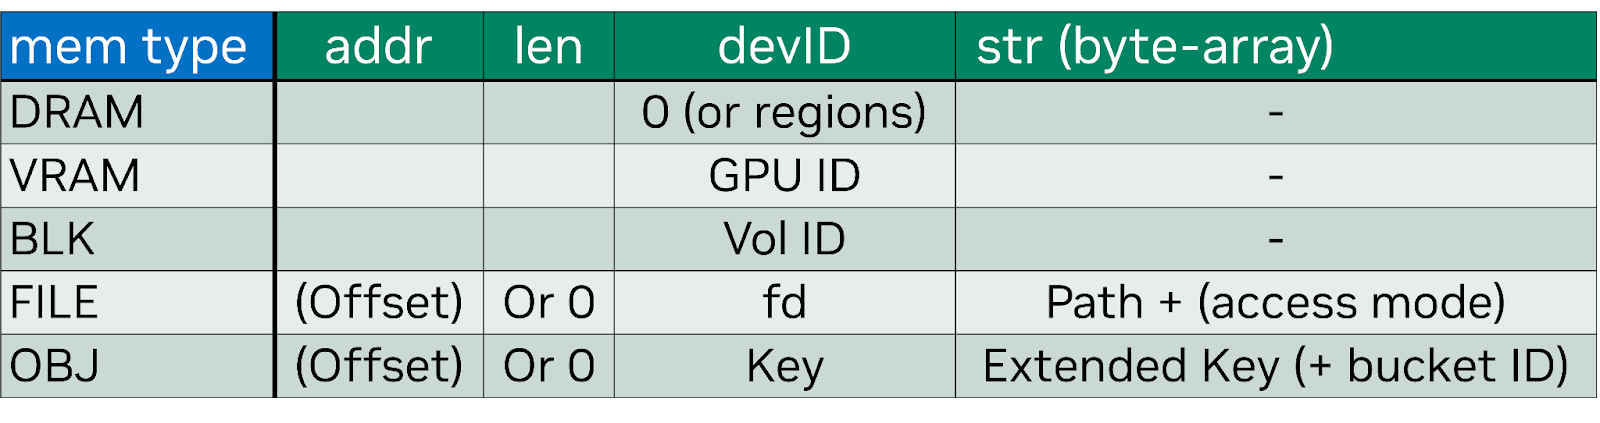 mem type addr len devID str (byte-array)
DRAM 0 (or regions) -
VRAM GPU ID -
BLK Vol ID -
FILE (Offset) Or 0 fd Path + (access mode)
OBJ (Offset) Or 0 Key Extended Key (+ bucket ID)